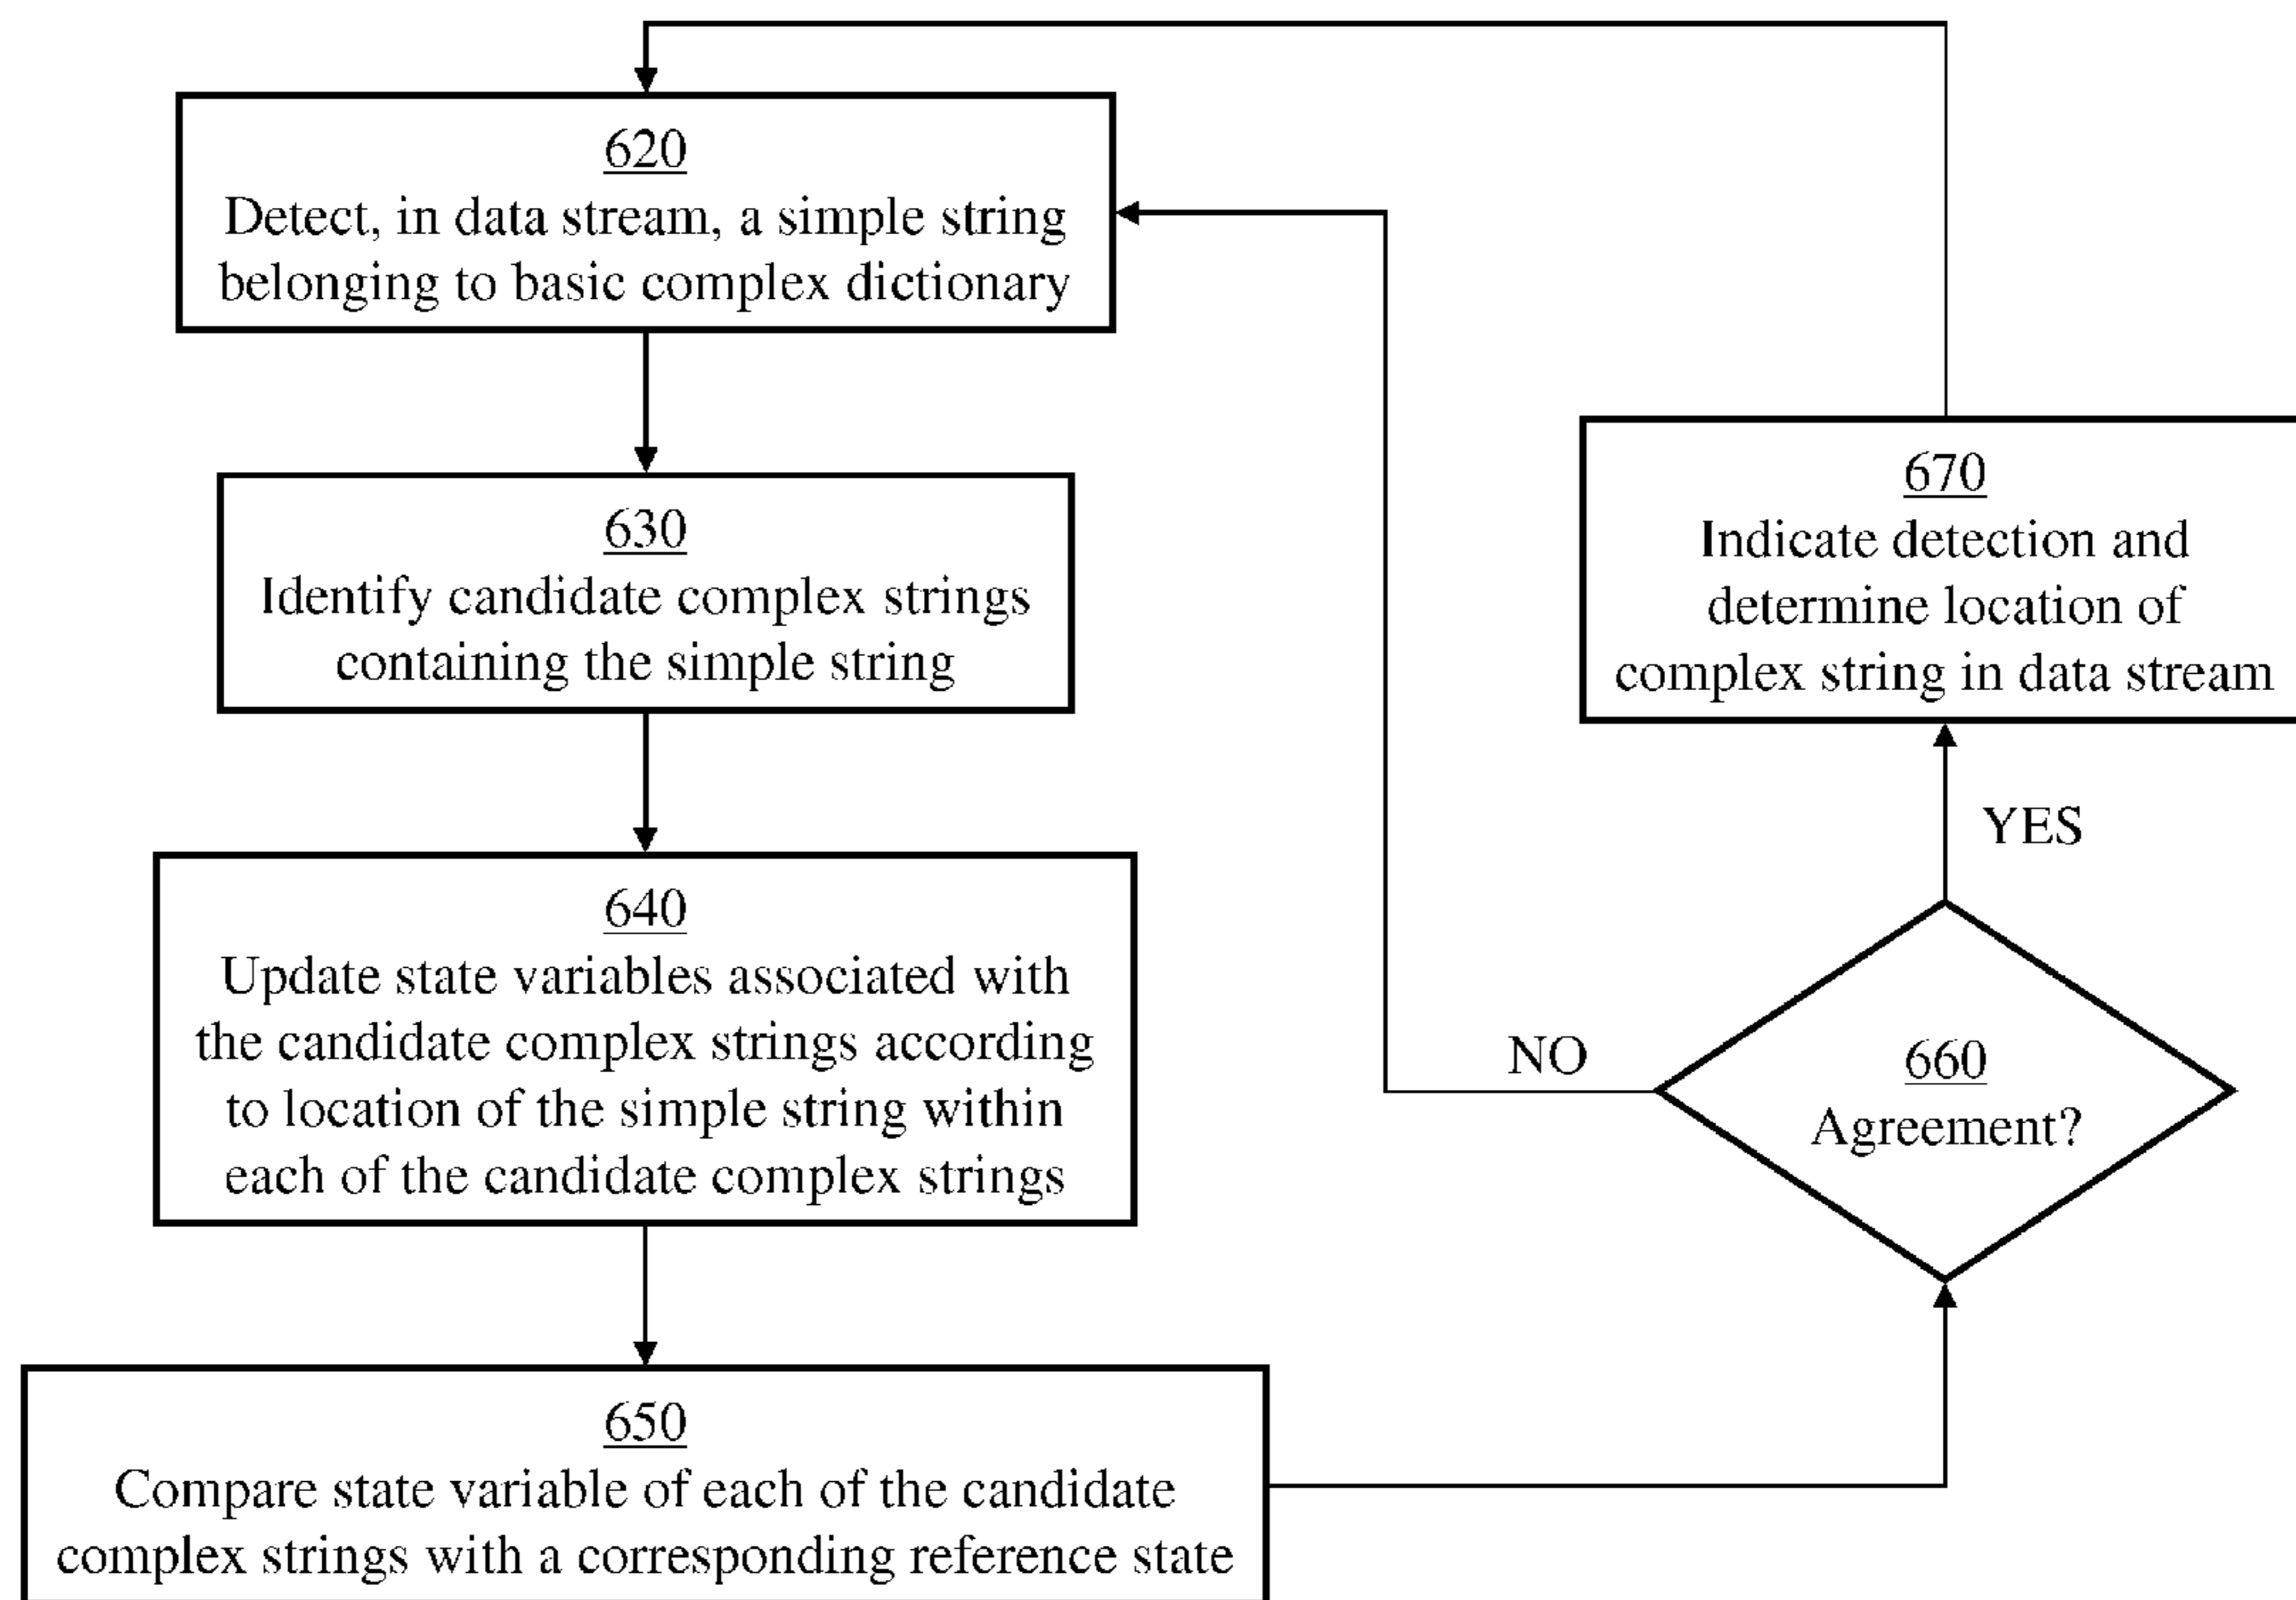 620
Detect, in data stream, a simple string
belonging to basic complex dictionary
630
Identify candidate complex strings
containing the simple string
640
Update state variables associated with
the candidate complex strings according
to location of the simple string within
each of the candidate complex strings
650
Compare state variable of each of the candidate
complex strings with a corresponding reference state
660
Agreement?
NO
YES
670
Indicate detection and
determine location of
complex string in data stream